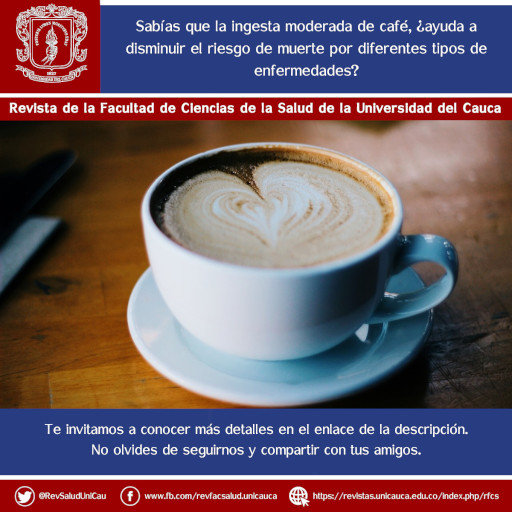 Sabías que la ingesta moderada de café, ¿ayuda a
disminuir el riesgo de muerte por diferentes tipos de
enfermedades?
Revista de la Facultad de Ciencias de la Salud de la Universidad del Cauca
Te invitamos a conocer más detalles en el enlace de la descripción.
No olvides de seguirnos y compartir con tus amigos.
@RevSaludUniCau
www.fb.com/revfacsalud.unicauca
https://revistas.unicauca.edu.co/index.php/rfcs